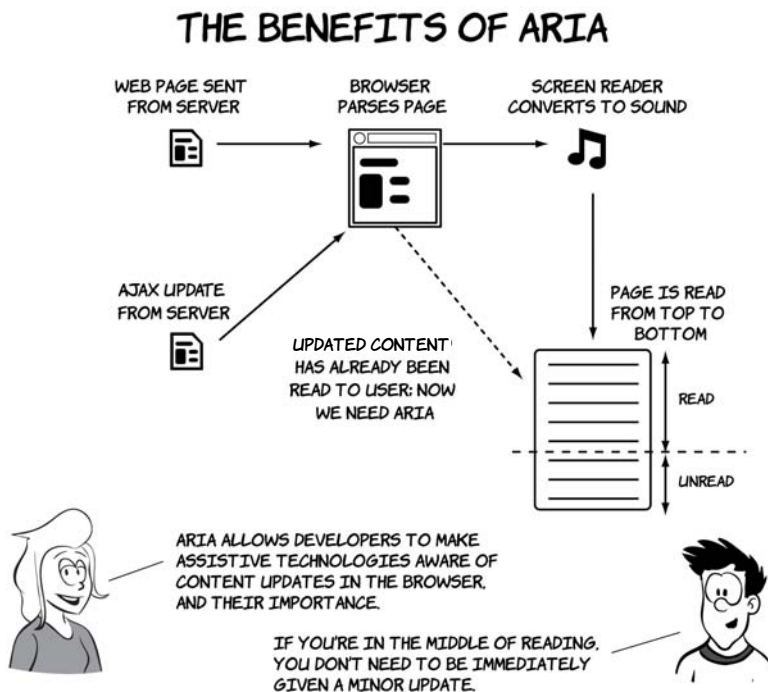 THE BENEFITS OF ARIA
WEB PAGE SENT
FROM SERVER
BROWSER
PARSES PAGE
SCREEN READER
CONVERTS TO SOUND
AJAX UPDATE
FROM SERVER
PAGE IS READ
FROM TOP TO
BOTTOM
UPDATED CONTENT
HAS ALREADY BEEN
READ TO USER: NOW
WE NEED ARIA
READ
UNREAD
ARIA ALLOWS DEVELOPERS TO MAKE
ASSISTIVE TECHNOLOGIES AWARE OF
CONTENT UPDATES IN THE BROWSER,
AND THEIR IMPORTANCE.
IF YOU'RE IN THE MIDDLE OF READING,
YOU DON'T NEED TO BE IMMEDIATELY
GIVEN A MINOR UPDATE.